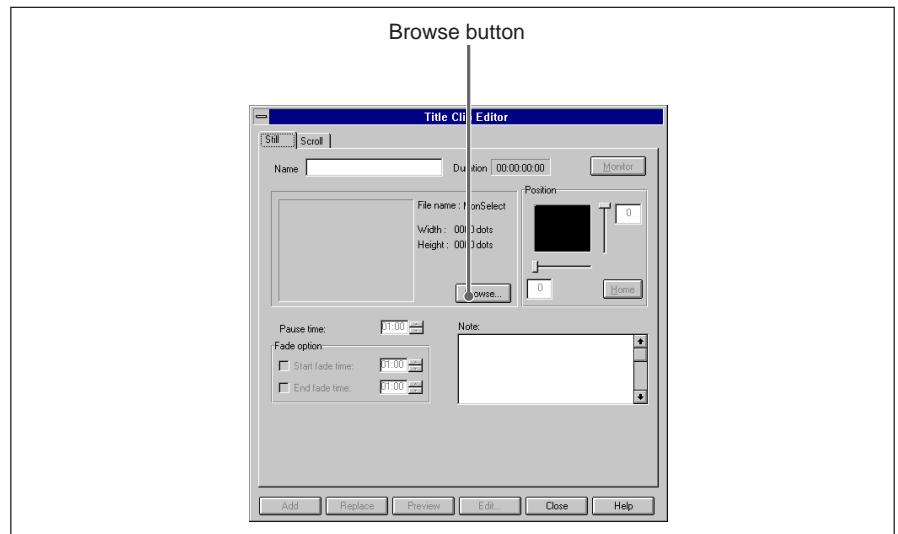 Browse button
Title Clip Editor
Still Scroll
Name Duration 00:00:00:00 Monitor
Position
File name : NonSelect 0
Width : 0000 dots
Height : 0000 dots
Browse... 0 Home
Pause time: 01:00 Note:
Fade option
Start fade time: 01:00
End fade time: 01:00
Add Replace Preview Edit... Close Help